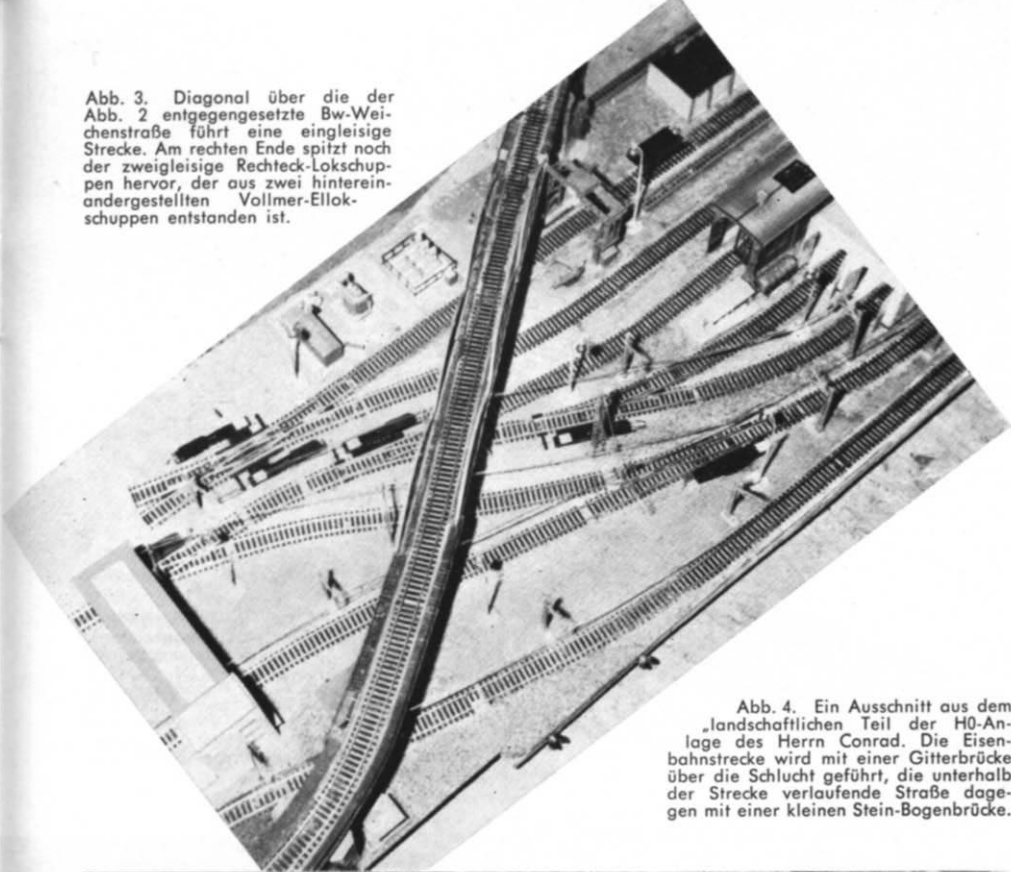 Abb. 3. Diagonal über die der
Abb. 2 entgegengesetzte Bw-Wei-
chenstraße führt eine eingleisige
Strecke. Am rechten Ende spitzt noch
der zweigleisige Rechteck-Lokschup-
pen hervor, der aus zwei hinterein-
andergestellten Vollmer-Ellok-
schuppen entstanden ist.
Abb. 4. Ein Ausschnitt aus dem
„landschaftlichen Teil der H0-An-
lage des Herrn Conrad. Die Eisen-
bahnstrecke wird mit einer Gitterbrücke
über die Schlucht geführt, die unterhalb
der Strecke verlaufende Straße dage-
gen mit einer kleinen Stein-Bogenbrücke.